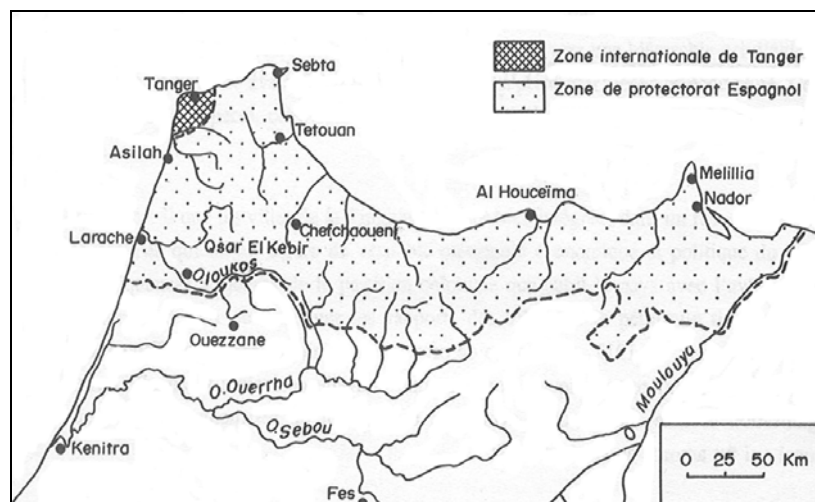 Zone internationale de Tanger
Zone de protectorat Espagnol
Sebta
Tanger
Tetouan
Asilah
Melillia
Nador
Al Houceïma
Chefchaouení
Larache
Qsar El Kebir
O.loukos
Ouezzane
O.Ouerrha
O.Sebou
O Moulouya
Kenitra
Fes
0 25 50 Km